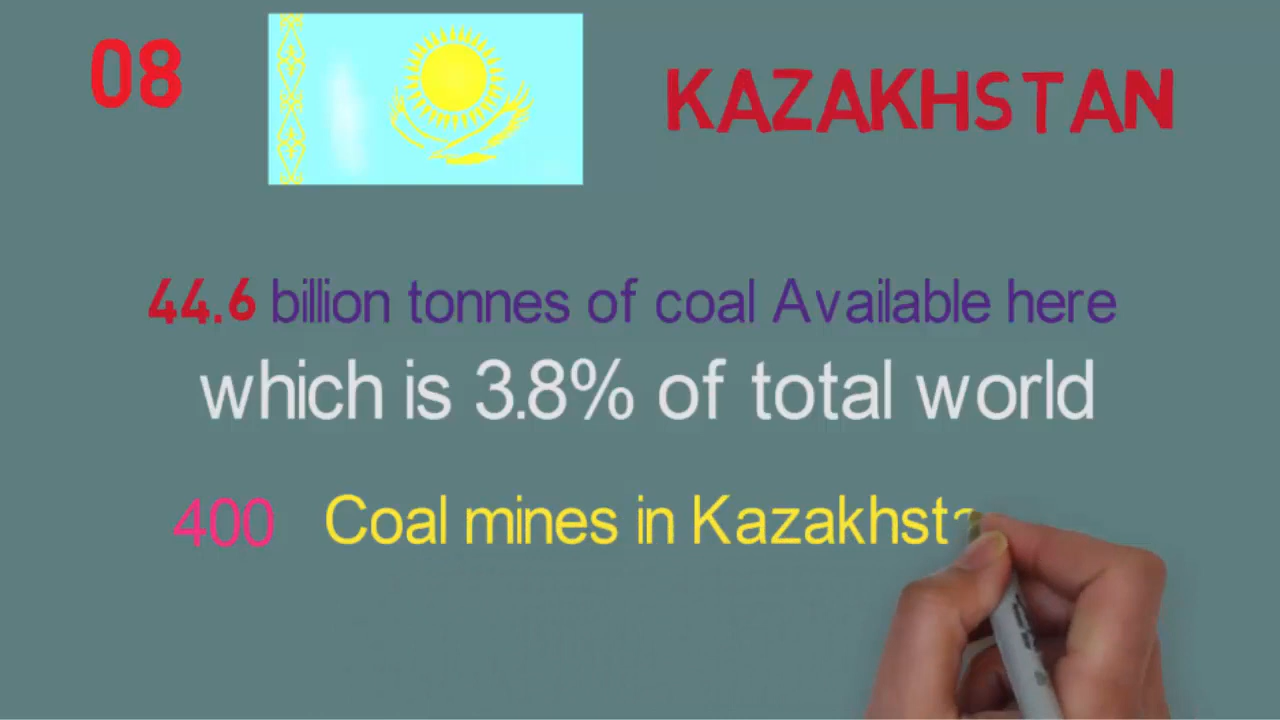 08
KAZAKHSTAN
44.6 billion tonnes of coal Available here
which is 3.8% of total world
400 Coal mines in Kazakhsta